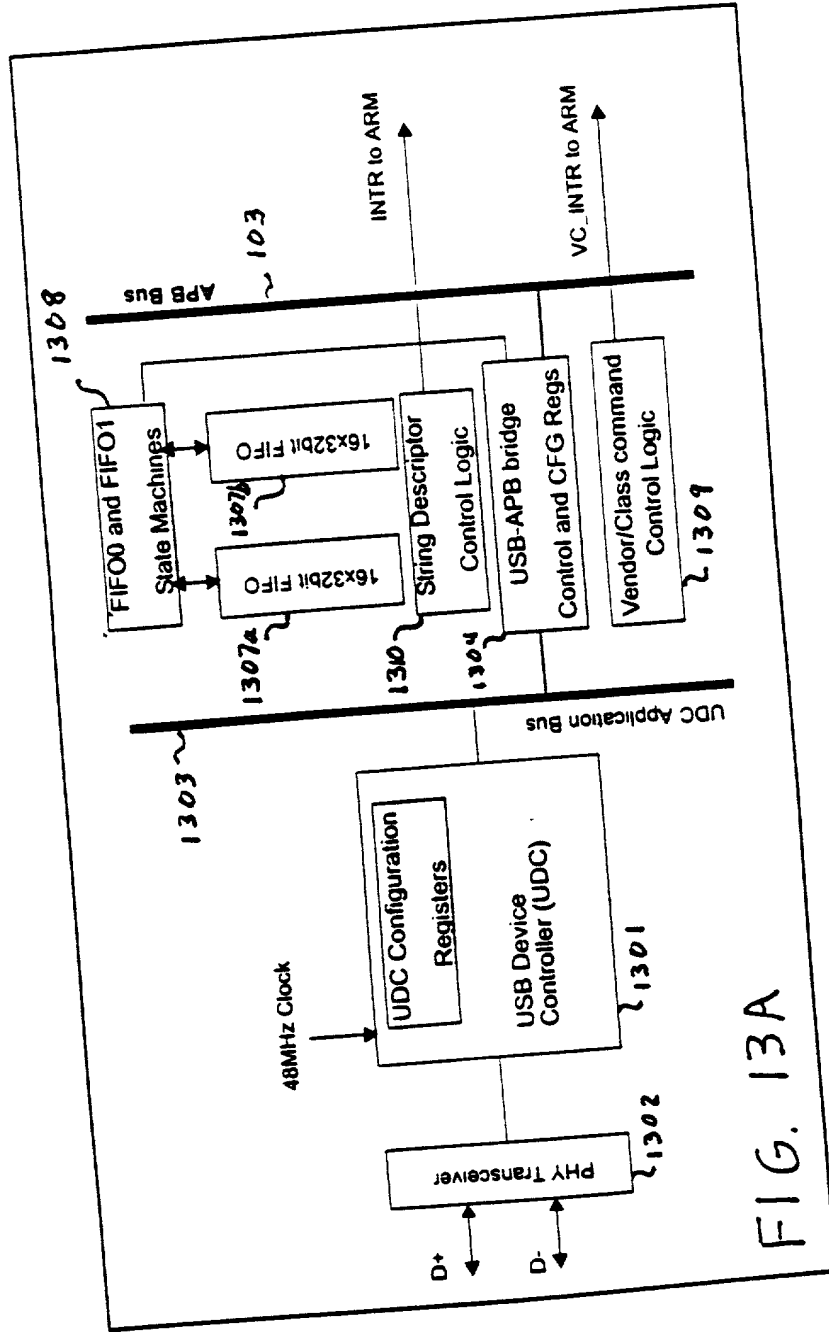 1308
'FIFO0 and FIFO1
State Machines
APB Bus
103
16x32bit FIFO
16x32bit FIFO
1307a
1307b
INTR to ARM
1310
String Descriptor
Control Logic
1304
USB-APB bridge
Control and CFG Regs
VC_INTR to ARM
Vendor/Class command
Control Logic
1309
1303
UDC Application Bus
48MHz Clock
UDC Configuration
Registers
USB Device
Controller (UDC)
1301
D+
D-
PHY Transceiver
1302
FIG. 13A